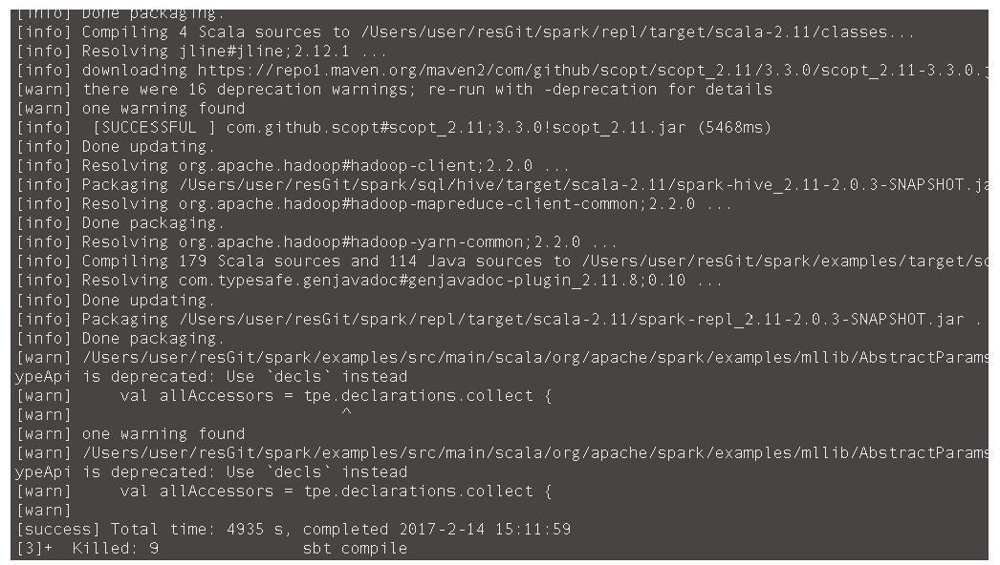 [info] Done packaging.
[info] Compiling 4 Scala sources to /Users/user/resGit/spark/repl/target/scala-2.11/classes...
[info] Resolving jline#jline;2.12.1 ...
[info] downloading https://repo1.maven.org/maven2/com/github/scopt/scopt_2.11/3.3.0/scopt_2.11-3.3.0.j
[warn] there were 16 deprecation warnings; re-run with -deprecation for details
[warn] one warning found
[info]  [SUCCESSFUL ] com.github.scopt#scopt_2.11;3.3.0!scopt_2.11.jar (5468ms)
[info] Done updating.
[info] Resolving org.apache.hadoop#hadoop-client;2.2.0 ...
[info] Packaging /Users/user/resGit/spark/sql/hive/target/scala-2.11/spark-hive_2.11-2.0.3-SNAPSHOT.ja
[info] Resolving org.apache.hadoop#hadoop-mapreduce-client-common;2.2.0 ...
[info] Done packaging.
[info] Resolving org.apache.hadoop#hadoop-yarn-common;2.2.0 ...
[info] Compiling 179 Scala sources and 114 Java sources to /Users/user/resGit/spark/examples/target/sc
[info] Resolving com.typesafe.genjavadoc#genjavadoc-plugin_2.11.8;0.10 ...
[info] Done updating.
[info] Packaging /Users/user/resGit/spark/repl/target/scala-2.11/spark-repl_2.11-2.0.3-SNAPSHOT.jar .
[info] Done packaging.
[warn] /Users/user/resGit/spark/examples/src/main/scala/org/apache/spark/examples/mllib/AbstractParams
ypeApi is deprecated: Use `decls` instead
[warn]     val allAccessors = tpe.declarations.collect {
[warn]                            ^
[warn] one warning found
[warn] /Users/user/resGit/spark/examples/src/main/scala/org/apache/spark/examples/mllib/AbstractParams
ypeApi is deprecated: Use `decls` instead
[warn]     val allAccessors = tpe.declarations.collect {
[warn]
[success] Total time: 4935 s, completed 2017-2-14 15:11:59
[3]+  Killed: 9               sbt compile